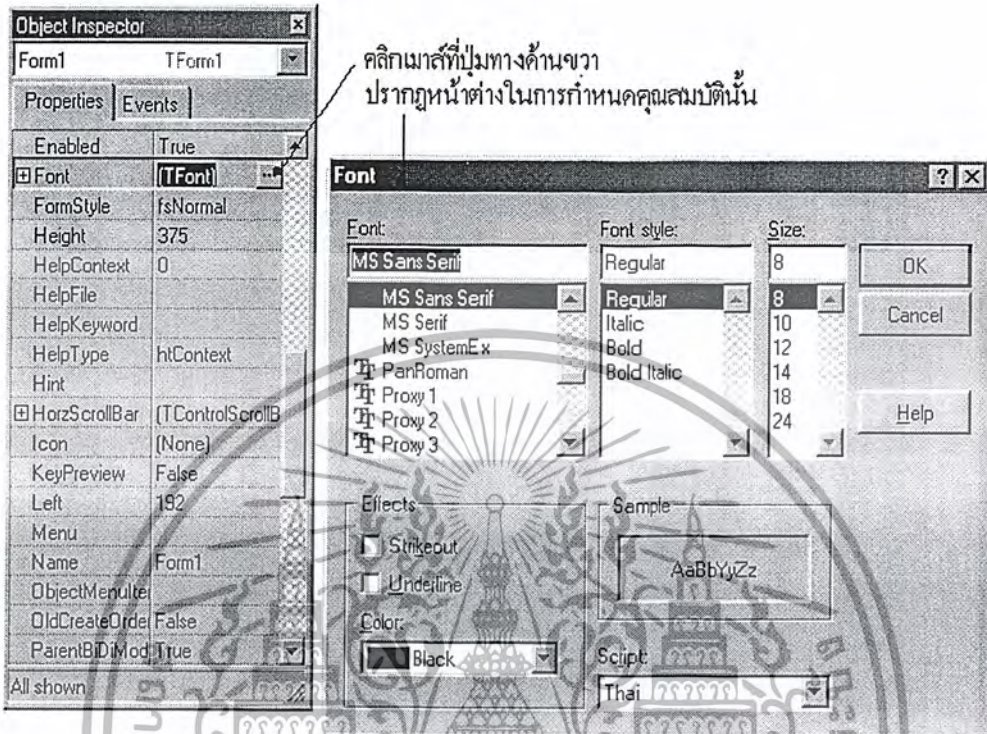 Object Inspector
Form1 TForm1
Properties Events
Enabled True
Font (TFont) ...
FormStyle fsNormal
Height 375
HelpContext 0
HelpFile
HelpKeyword
HelpType htContext
Hint
HorzScrollBar (TControlScrollB
Icon (None)
KeyPreview False
Left 192
Menu
Name Form1
ObjectMenuIte
OldCreateOrde False
ParentBiDiMod True
All shown
คลิกเมาส์ที่ปุ่มทางด้านขวา
ปรากฏหน้าต่างในการกำหนดคุณสมบัตินั้น
Font
Font: Font style: Size:
MS Sans Serif Regular 8 OK
MS Sans Serif Regular 8 Cancel
MS Serif Italic 10
MS SystemEx Bold 12
PanRoman Bold Italic 14
Proxy 1 18
Proxy 2 24 Help
Proxy 3
Effects Sample
Strikeout
Underline AaBbYyZz
Color:
Black Script:
Thai